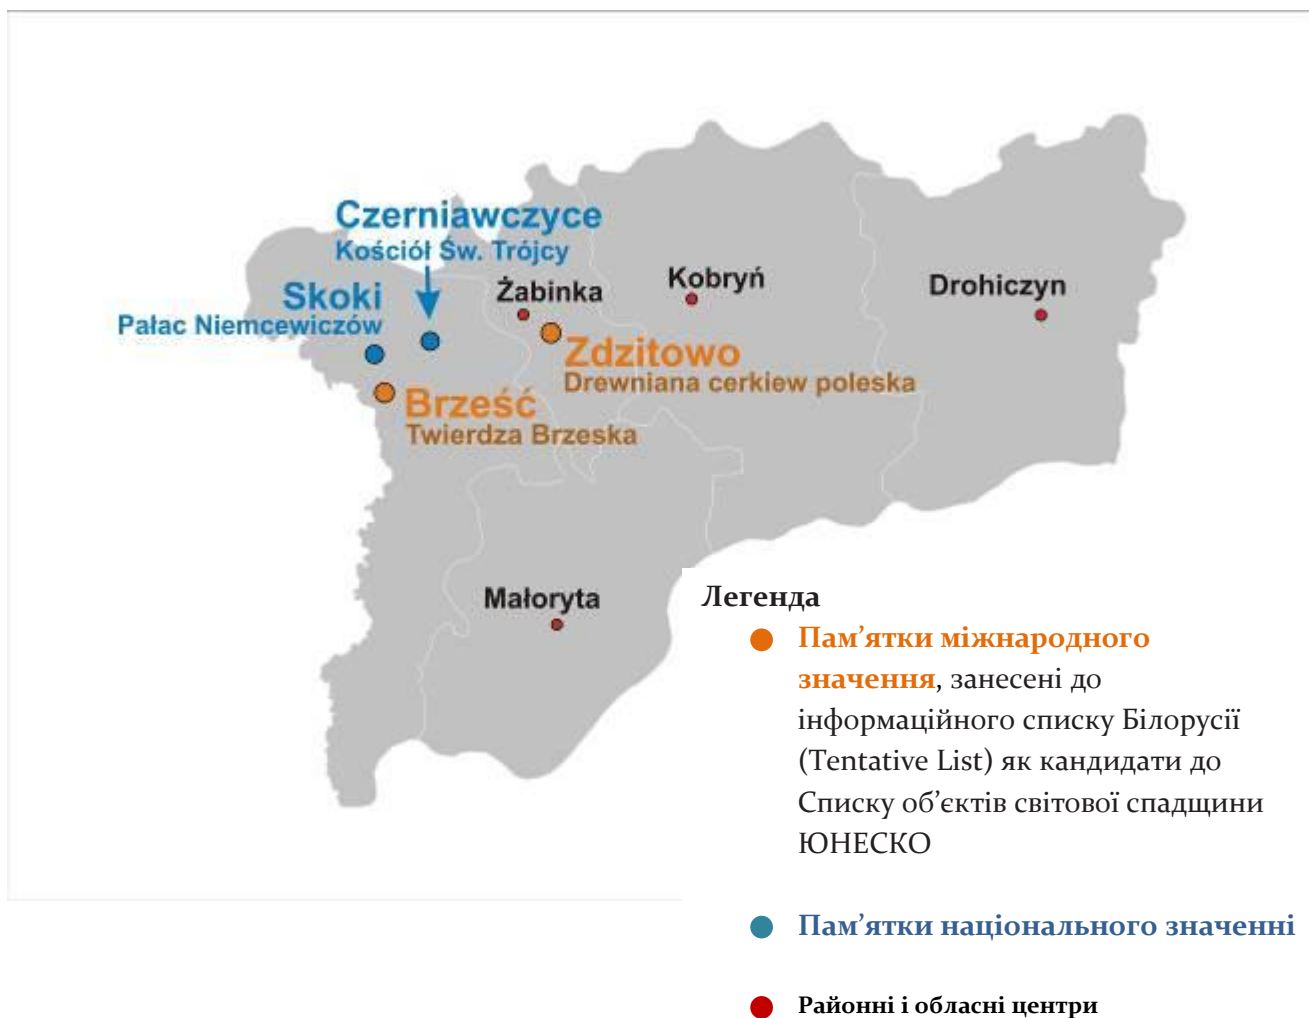 Czerniawczyce
Kościół Św. Trójcy
Skoki
Pałac Niemcewiczów
Żabinka
Kobryń
Drohiczyn
Zdzitowo
Drewniana cerkiew poleska
Brześć
Twierdza Brzeska
Małoryta
Легенда
Пам’ятки міжнародного
значення, занесені до
інформаційного списку Білорусії
(Tentative List) як кандидати до
Списку об’єктів світової спадщини
ЮНЕСКО
Пам’ятки національного значенні
Районні і обласні центри